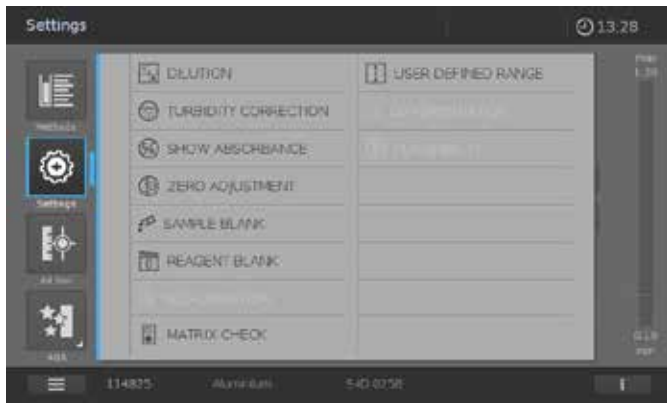 Settings
13:28
DILUTION
USER DEFINED RANGE
TURBIDITY CORRECTION
SHOW ABSORBANCE
ZERO ADJUSTMENT
SAMPLE BLANK
REAGENT BLANK
MATRIX CHECK
Methods
Settings
AQA
114825
Aluminium